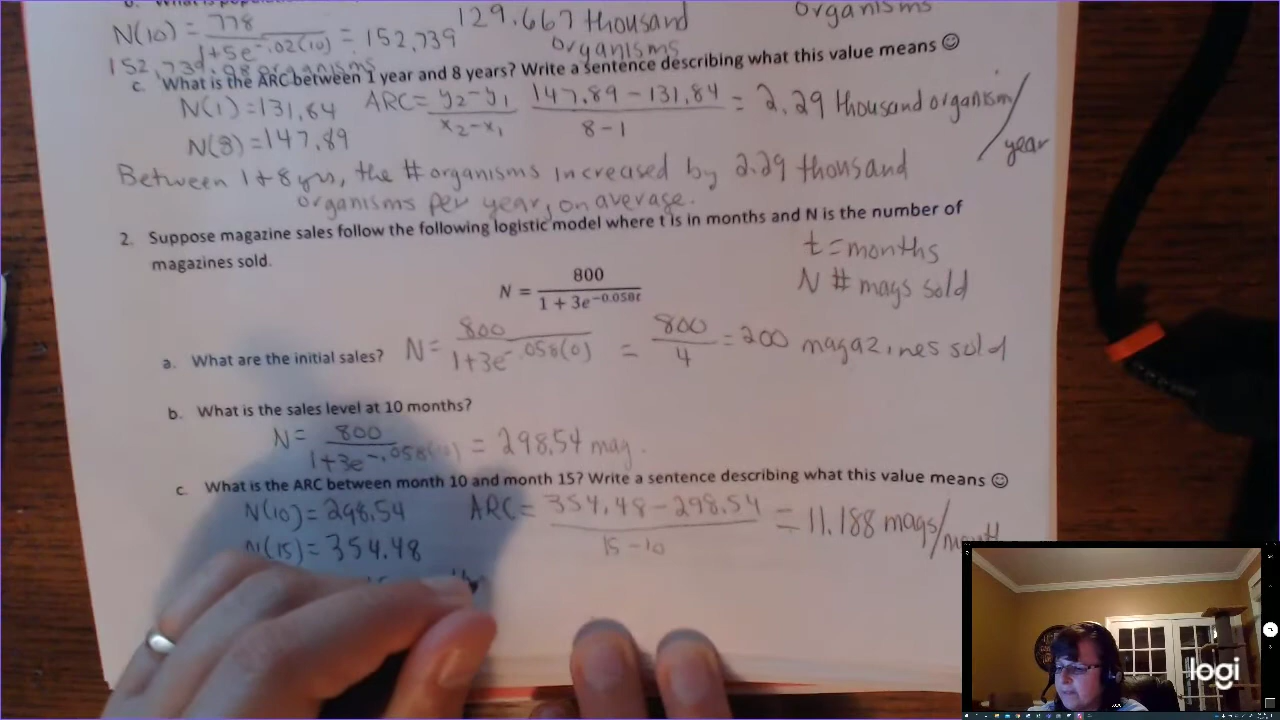 N(10) = 778 / 1+5e^-.02(10) = 152,739
129.667 thousand organisms
organisms
152,739.98 organisms
c. What is the ARC between 1 year and 8 years? Write a sentence describing what this value means ☺
N(1)=131,84 ARC= y2-y1 / x2-x1 147.89-131.84 / 8-1 = 2.29 thousand organism/year
N(8)=147.89
Between 1+8 yrs, the # organisms increased by 2.29 thousand
organisms per year, on average.
2. Suppose magazine sales follow the following logistic model where t is in months and N is the number of
magazines sold.
t = months
N # mags sold
N = 800 / 1 + 3e^-0.058t
a. What are the initial sales? N = 800 / 1+3e^-.058(0) = 800 / 4 = 200 magazines sold
b. What is the sales level at 10 months?
N = 800 / 1+3e^-.058(10) = 298.54 mag.
c. What is the ARC between month 10 and month 15? Write a sentence describing what this value means ☺
N(10)=298.54 ARC= 354.48-298.54 / 15-10 = 11.188 mags/month
N(15)=354.48
logi